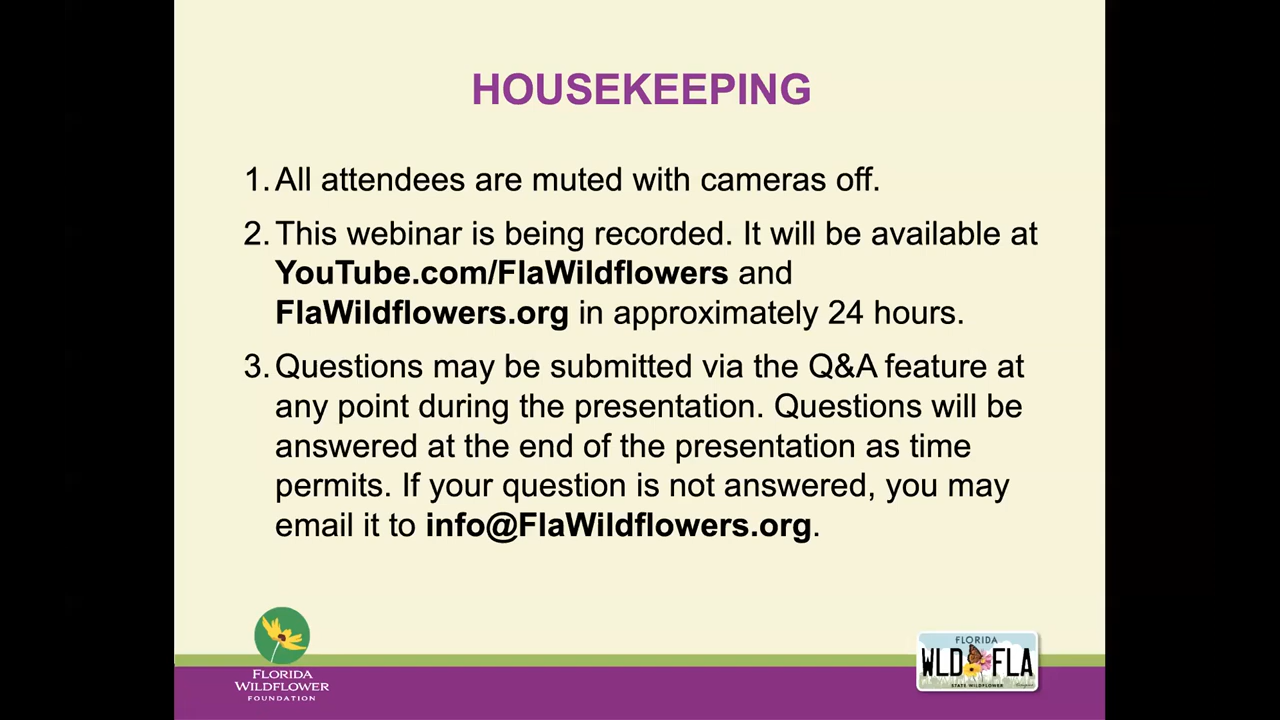 HOUSEKEEPING
1. All attendees are muted with cameras off.
2. This webinar is being recorded. It will be available at
YouTube.com/FlaWildflowers and
FlaWildflowers.org in approximately 24 hours.
3. Questions may be submitted via the Q&A feature at
any point during the presentation. Questions will be
answered at the end of the presentation as time
permits. If your question is not answered, you may
email it to info@FlaWildflowers.org.
FLORIDA
WILDFLOWER
FOUNDATION
FLORIDA
WLD FLA
STATE WILDFLOWER